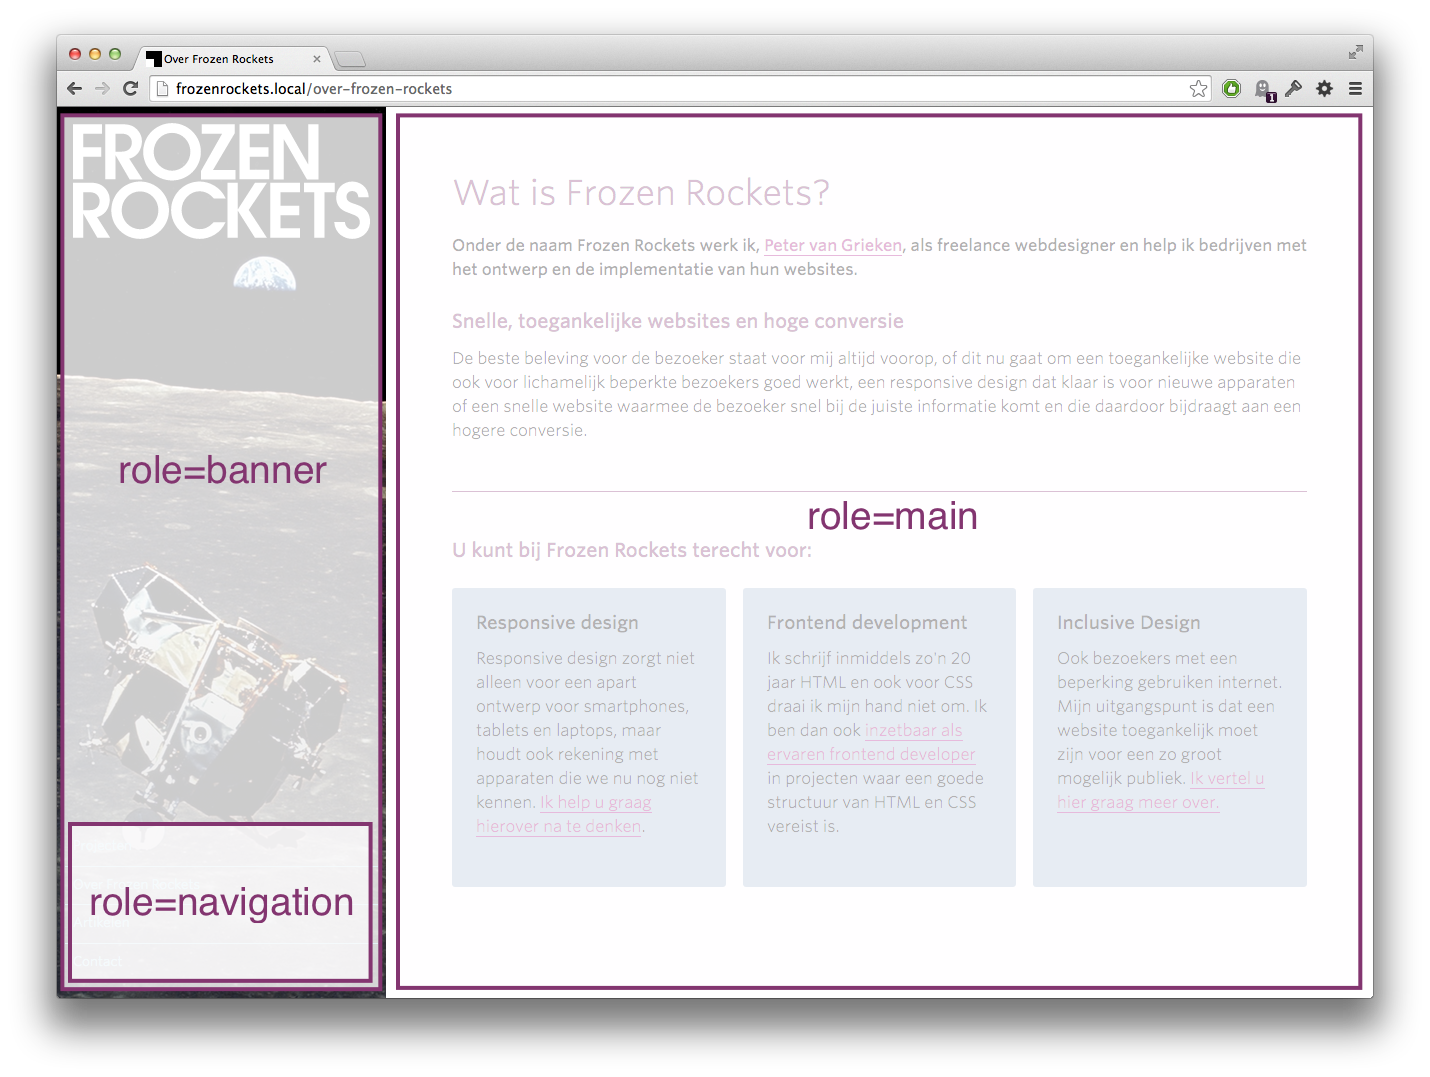 Over Frozen Rockets
frozenrockets.local/over-frozen-rockets
1
FROZEN
ROCKETS
role=banner
role=navigation
Contact
Wat is Frozen Rockets?
Onder de naam Frozen Rockets werk ik, Peter van Grieken, als freelance webdesigner en help ik bedrijven met
het ontwerp en de implementatie van hun websites.
Snelle, toegankelijke websites en hoge conversie
De beste beleving voor de bezoeker staat voor mij altijd voorop, of dit nu gaat om een toegankelijke website die
ook voor lichamelijk beperkte bezoekers goed werkt, een responsive design dat klaar is voor nieuwe apparaten
of een snelle website waarmee de bezoeker snel bij de juiste informatie komt en die daardoor bijdraagt aan een
hogere conversie.
role=main
U kunt bij Frozen Rockets terecht voor:
Responsive design
Responsive design zorgt niet
alleen voor een apart
ontwerp voor smartphones,
tablets en laptops, maar
houdt ook rekening met
apparaten die we nu nog niet
kennen. Ik help u graag
hierover na te denken.
Frontend development
Ik schrijf inmiddels zo'n 20
jaar HTML en ook voor CSS
draai ik mijn hand niet om. Ik
ben dan ook inzetbaar als
ervaren frontend developer
in projecten waar een goede
structuur van HTML en CSS
vereist is.
Inclusive Design
Ook bezoekers met een
beperking gebruiken internet.
Mijn uitgangspunt is dat een
website toegankelijk moet
zijn voor een zo groot
mogelijk publiek. Ik vertel u
hier graag meer over.